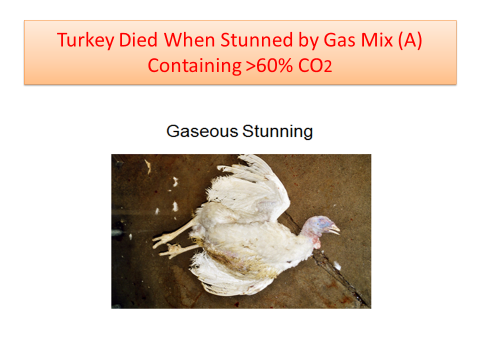 Turkey Died When Stunned by Gas Mix (A)
Containing >60% CO2
Gaseous Stunning